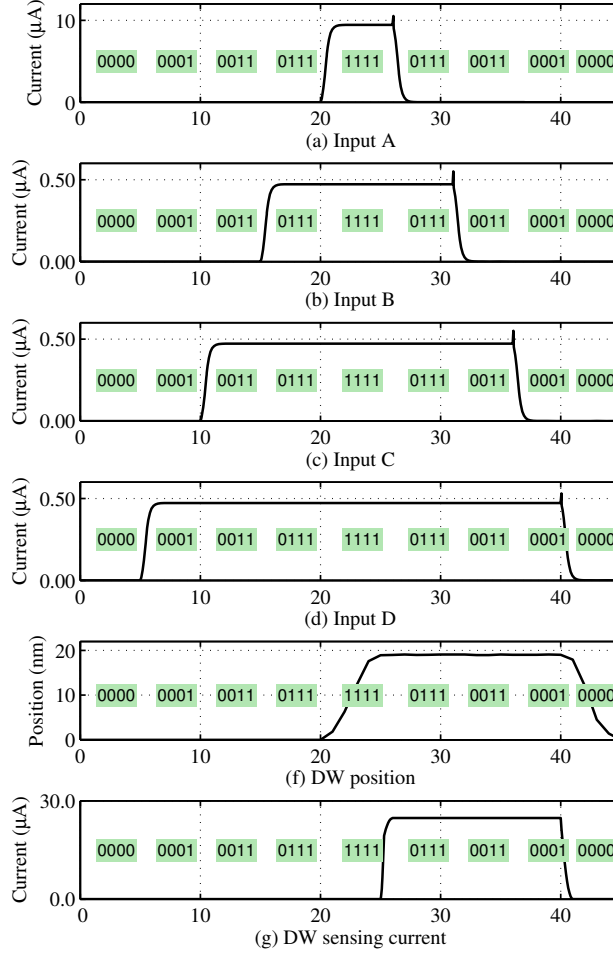 10
Current (μA)
0000 0001 0011 0111 1111 0111 0011 0001 0000
0
0 10 20 30 40
(a) Input A
0.50
Current (μA)
0000 0001 0011 0111 1111 0111 0011 0001 0000
0.00
0 10 20 30 40
(b) Input B
0.50
Current (μA)
0000 0001 0011 0111 1111 0111 0011 0001 0000
0.00
0 10 20 30 40
(c) Input C
0.50
Current (μA)
0000 0001 0011 0111 1111 0111 0011 0001 0000
0.00
0 10 20 30 40
(d) Input D
20
Position (nm)
10 0000 0001 0011 0111 1111 0111 0011 0001 0000
0
0 10 20 30 40
(f) DW position
30.0
Current (μA)
0000 0001 0011 0111 1111 0111 0011 0001 0000
0.0
0 10 20 30 40
(g) DW sensing current